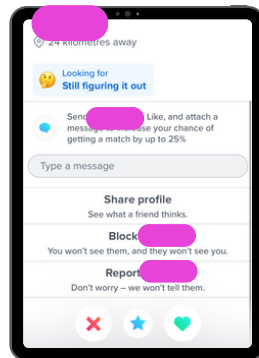 24 kilometres away
Looking for
Still figuring it out
Like, and attach a
message to your chance of
getting a match by up to 25%
Type a message
Share profile
See what a friend thinks.
Block
You won't see them, and they won't see you.
Report
Don't worry – we won't tell them.